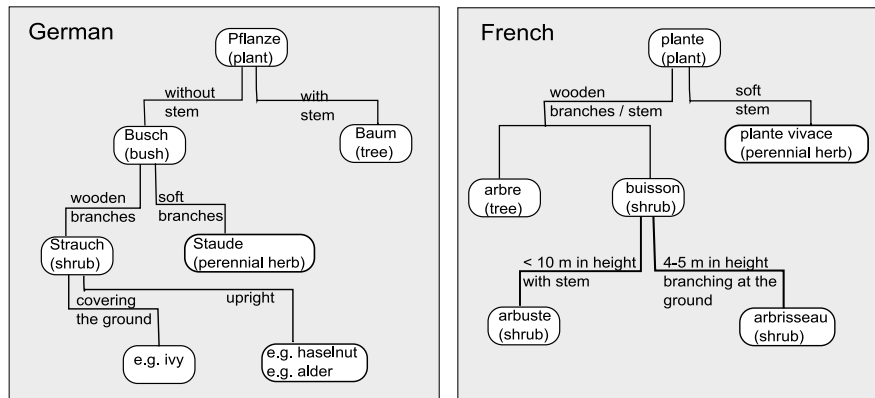 German
Pflanze
(plant)
without
stem
with
stem
Busch
(bush)
Baum
(tree)
wooden
branches
soft
branches
Strauch
(shrub)
Staude
(perennial herb)
covering
the ground
upright
e.g. ivy
e.g. haselnut
e.g. alder
French
plante
(plant)
wooden
branches / stem
soft
stem
plante vivace
(perennial herb)
arbre
(tree)
buisson
(shrub)
< 10 m in height
with stem
4-5 m in height
branching at the
ground
arbuste
(shrub)
arbrisseau
(shrub)